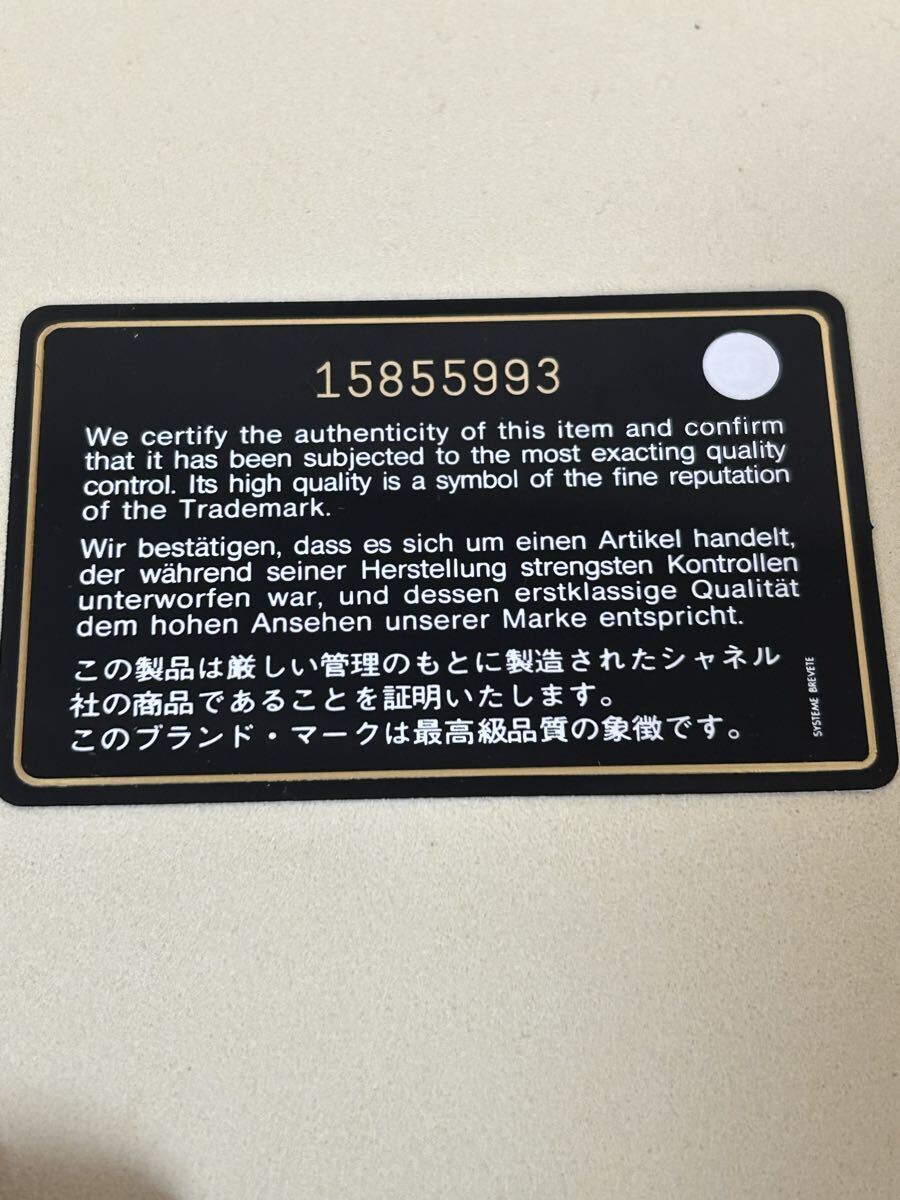 15855993
We certify the authenticity of this item and confirm
that it has been subjected to the most exacting quality
control. Its high quality is a symbol of the fine reputation
of the Trademark.
Wir bestätigen, dass es sich um einen Artikel handelt,
der während seiner Herstellung strengsten Kontrollen
unterworfen war, und dessen erstklassige Qualität
dem hohen Ansehen unserer Marke entspricht.
この製品は厳しい管理のもとに製造されたシャネル
社の商品であることを証明いたします。
このブランド・マークは最高級品質の象徴です。
SYSTEME BREVETE